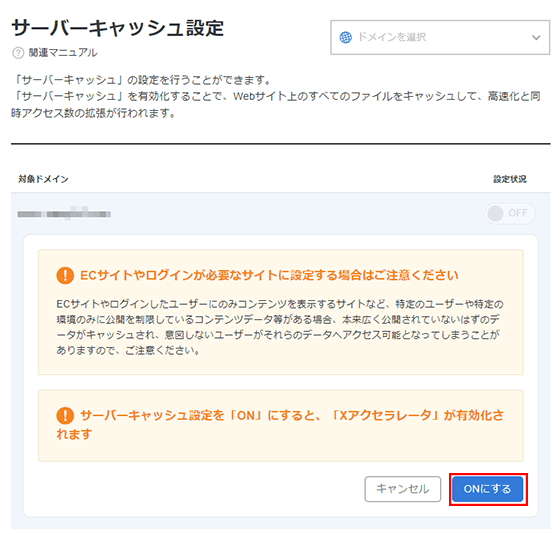 サーバーキャッシュ設定
ドメインを選択
? 関連マニュアル
「サーバーキャッシュ」の設定を行うことができます。
「サーバーキャッシュ」を有効化することで、Webサイト上のすべてのファイルをキャッシュして、高速化と同
時アクセス数の拡張が行われます。
対象ドメイン
設定状況
OFF
! ECサイトやログインが必要なサイトに設定する場合はご注意ください
ECサイトやログインしたユーザーにのみコンテンツを表示するサイトなど、特定のユーザーや特定の
環境のみに公開を制限しているコンテンツデータ等がある場合、本来広く公開されていないはずのデ
ータがキャッシュされ、意図しないユーザーがそれらのデータへアクセス可能となってしまうことが
ありますので、ご注意ください。
! サーバーキャッシュ設定を「ON」にすると、「Xアクセラレータ」が有効化さ
れます
キャンセル
ONにする